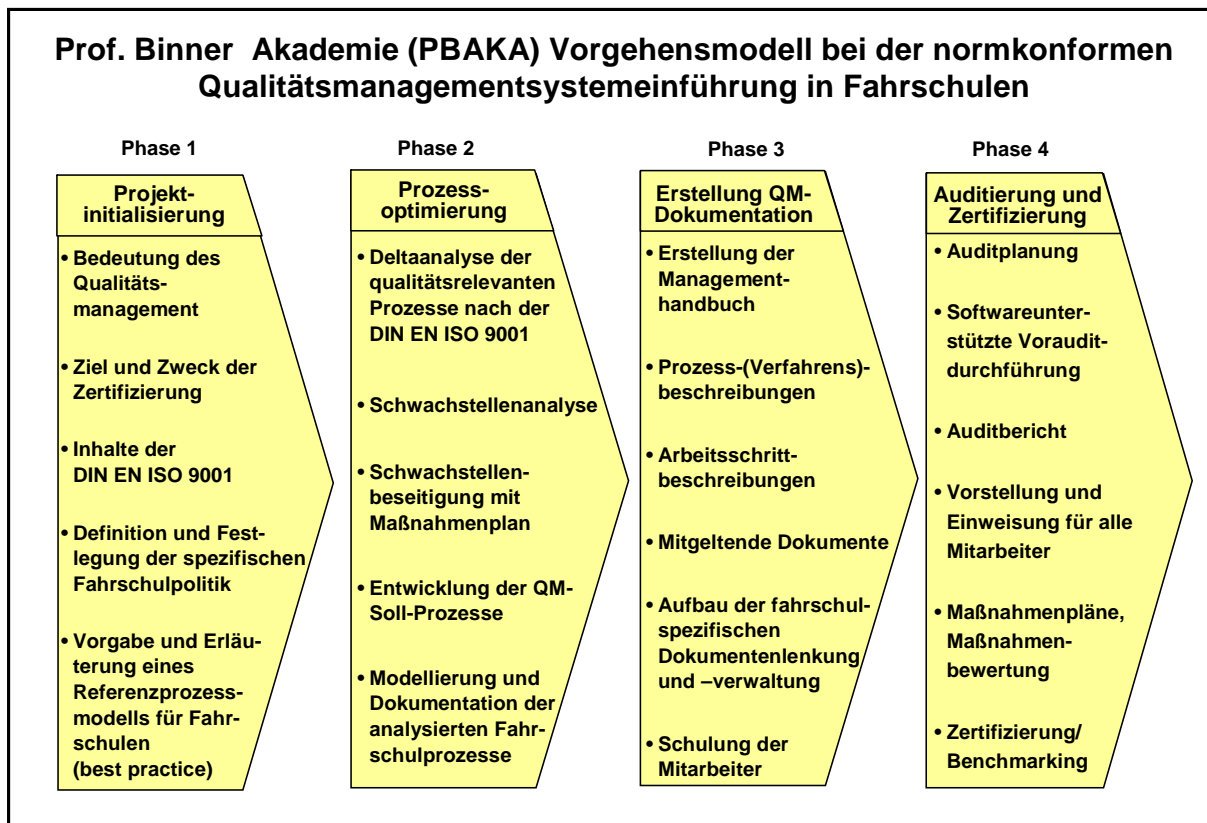 Prof. Binner Akademie (PBAKA) Vorgehensmodell bei der normkonformen
Qualitätsmanagementsystemeinführung in Fahrschulen
Phase 1
Projekt-
initialisierung
• Bedeutung des
Qualitäts-
management
• Ziel und Zweck der
Zertifizierung
• Inhalte der
DIN EN ISO 9001
• Definition und Fest-
legung der spezifischen
Fahrschulpolitik
• Vorgabe und Erläu-
terung eines
Referenzprozess-
modells für Fahr-
schulen
(best practice)
Phase 2
Prozess-
optimierung
• Deltaanalyse der
qualitätsrelevanten
Prozesse nach der
DIN EN ISO 9001
• Schwachstellenanalyse
• Schwachstellen-
beseitigung mit
Maßnahmenplan
• Entwicklung der QM-
Soll-Prozesse
• Modellierung und
Dokumentation der
analysierten Fahr-
schulprozesse
Phase 3
Erstellung QM-
Dokumentation
• Erstellung der
Management-
handbuch
• Prozess-(Verfahrens)-
beschreibungen
• Arbeitsschritt-
beschreibungen
• Mitgeltende Dokumente
• Aufbau der fahrschul-
spezifischen
Dokumentenlenkung
und –verwaltung
• Schulung der
Mitarbeiter
Phase 4
Auditierung und
Zertifizierung
• Auditplanung
• Softwareunter-
stützte Voraudit-
durchführung
• Auditbericht
• Vorstellung und
Einweisung für alle
Mitarbeiter
• Maßnahmenpläne,
Maßnahmen-
bewertung
• Zertifizierung/
Benchmarking